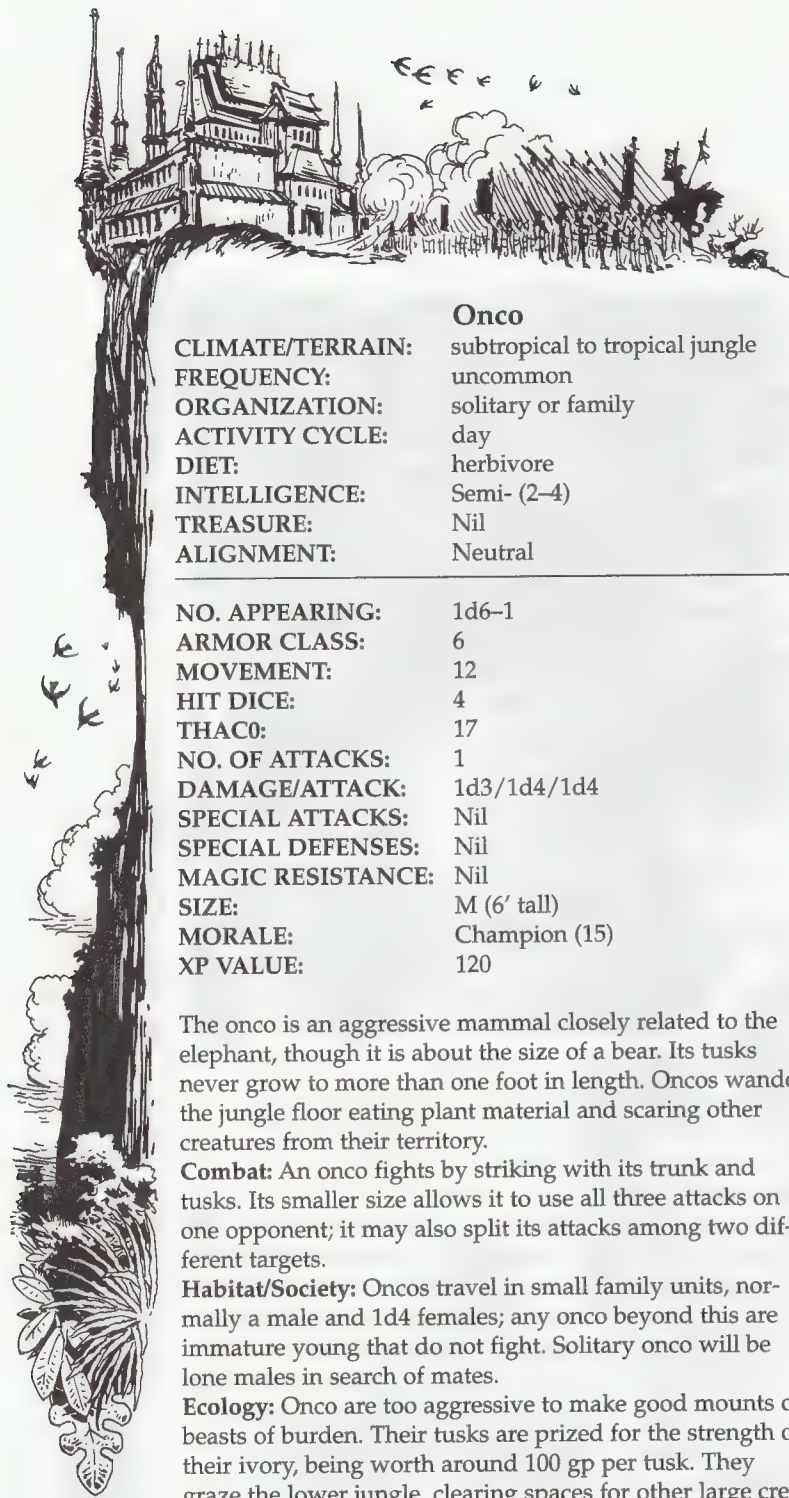 Onco
CLIMATE/TERRAIN: subtropical to tropical jungle
FREQUENCY: uncommon
ORGANIZATION: solitary or family
ACTIVITY CYCLE: day
DIET: herbivore
INTELLIGENCE: Semi- (2–4)
TREASURE: Nil
ALIGNMENT: Neutral
NO. APPEARING: 1d6–1
ARMOR CLASS: 6
MOVEMENT: 12
HIT DICE: 4
THAC0: 17
NO. OF ATTACKS: 1
DAMAGE/ATTACK: 1d3/1d4/1d4
SPECIAL ATTACKS: Nil
SPECIAL DEFENSES: Nil
MAGIC RESISTANCE: Nil
SIZE: M (6′ tall)
MORALE: Champion (15)
XP VALUE: 120
The onco is an aggressive mammal closely related to the
elephant, though it is about the size of a bear. Its tusks
never grow to more than one foot in length. Oncos wande
the jungle floor eating plant material and scaring other
creatures from their territory.
Combat: An onco fights by striking with its trunk and
tusks. Its smaller size allows it to use all three attacks on
one opponent; it may also split its attacks among two dif-
ferent targets.
Habitat/Society: Oncos travel in small family units, nor-
mally a male and 1d4 females; any onco beyond this are
immature young that do not fight. Solitary onco will be
lone males in search of mates.
Ecology: Onco are too aggressive to make good mounts
beasts of burden. Their tusks are prized for the strength
their ivory, being worth around 100 gp per tusk. They
graze the lower jungle, clearing spaces for other large cre